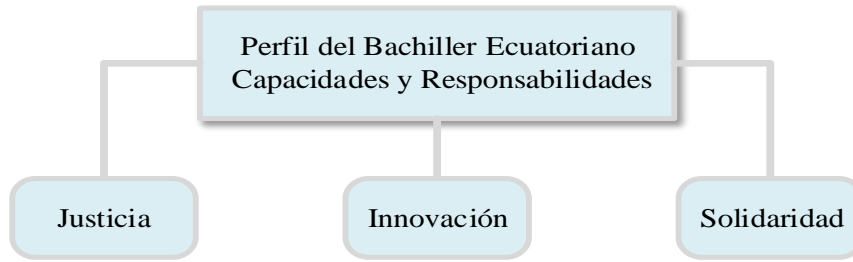 Perfil del Bachiller Ecuatoriano
Capacidades y Responsabilidades
Justicia
Innovación
Solidaridad